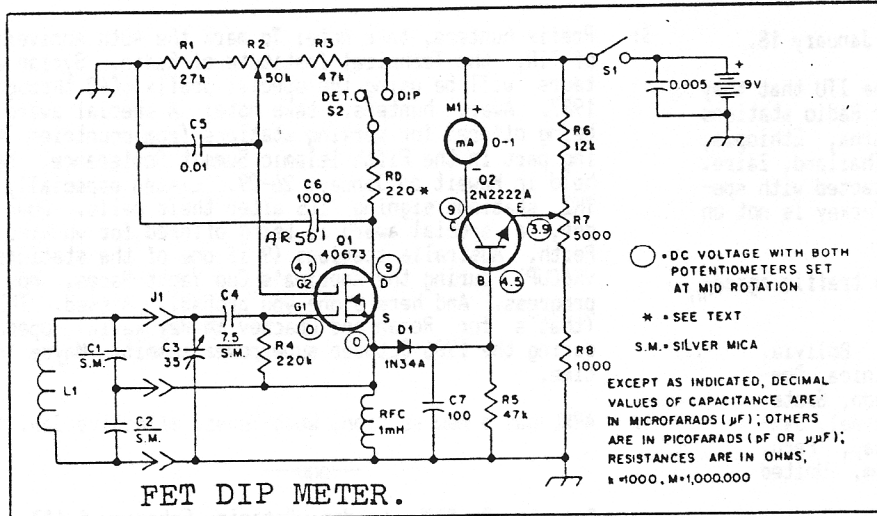 January 18,
R1
27k
R2
50k
R3
47k
S1
0.005
+
9V
DET.
S2
DIP
M1
+
mA
0-1
-
R6
12k
C5
0.01
RD
220*
C6
1000
AR501
Q1
40673
Q2
2N2222A
9
C
E
3.9
R7
5000
B
4.5
4.1
G2
9
D
G1
0
S
0
J1
C4
7.5
S.M.
C1
S.M.
C3
35
L1
C2
S.M.
R4
220k
D1
1N34A
RFC
1mH
C7
100
R5
47k
R8
1000
= DC VOLTAGE WITH BOTH
POTENTIOMETERS SET
AT MID ROTATION.
* = SEE TEXT
S.M.= SILVER MICA
EXCEPT AS INDICATED, DECIMAL
VALUES OF CAPACITANCE ARE
IN MICROFARADS (µF); OTHERS
ARE IN PICOFARADS (pF OR µµF);
RESISTANCES ARE IN OHMS;
k=1000, M=1,000,000
FET DIP METER.